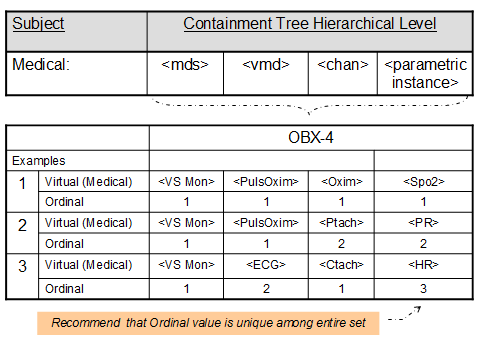 Subject Containment Tree Hierarchical Level
Medical: <mds> <vmd> <chan> <parametric
instance>
OBX-4
Examples
1 Virtual (Medical) <VS Mon> <PulsOxim> <Oxim> <Spo2>
Ordinal 1 1 1 1
2 Virtual (Medical) <VS Mon> <PulsOxim> <Ptach> <PR>
Ordinal 1 1 2 2
3 Virtual (Medical) <VS Mon> <ECG> <Ctach> <HR>
Ordinal 1 2 1 3
Recommend that Ordinal value is unique among entire set